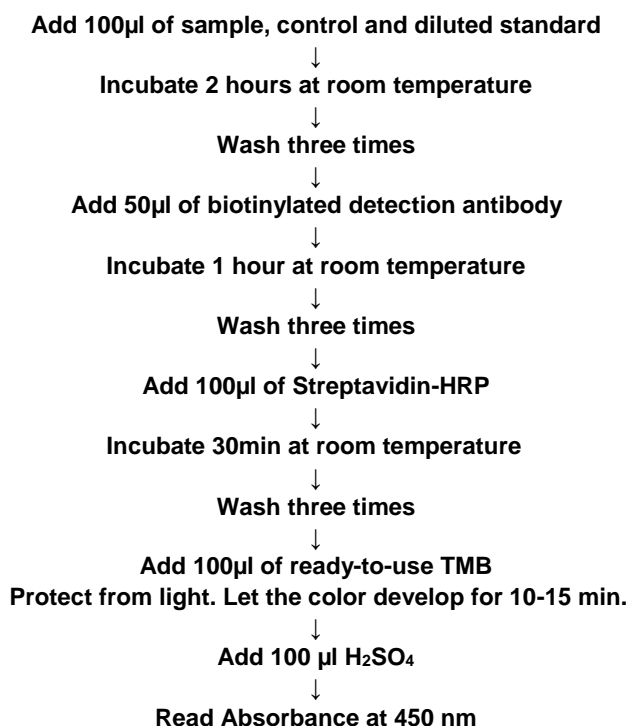 Add 100µl of sample, control and diluted standard
↓
Incubate 2 hours at room temperature
↓
Wash three times
↓
Add 50µl of biotinylated detection antibody
↓
Incubate 1 hour at room temperature
↓
Wash three times
↓
Add 100µl of Streptavidin-HRP
↓
Incubate 30min at room temperature
↓
Wash three times
↓
Add 100µl of ready-to-use TMB
Protect from light. Let the color develop for 10-15 min.
↓
Add 100 µl H₂SO₄
↓
Read Absorbance at 450 nm